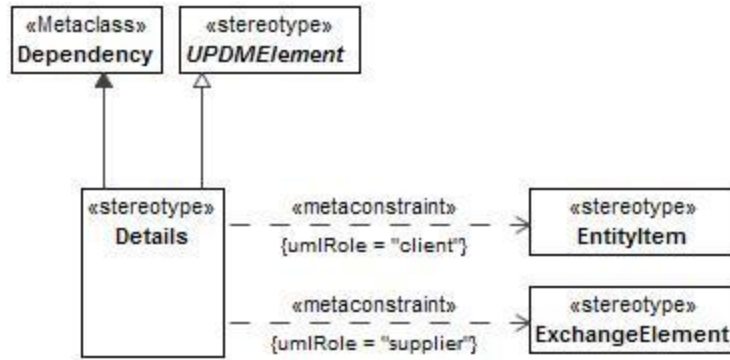 «Metaclass»
Dependency
«stereotype»
UPDMElement
«stereotype»
Details
«metaconstraint»
{umlRole = "client"}
«stereotype»
EntityItem
«metaconstraint»
{umlRole = "supplier"}
«stereotype»
ExchangeElement